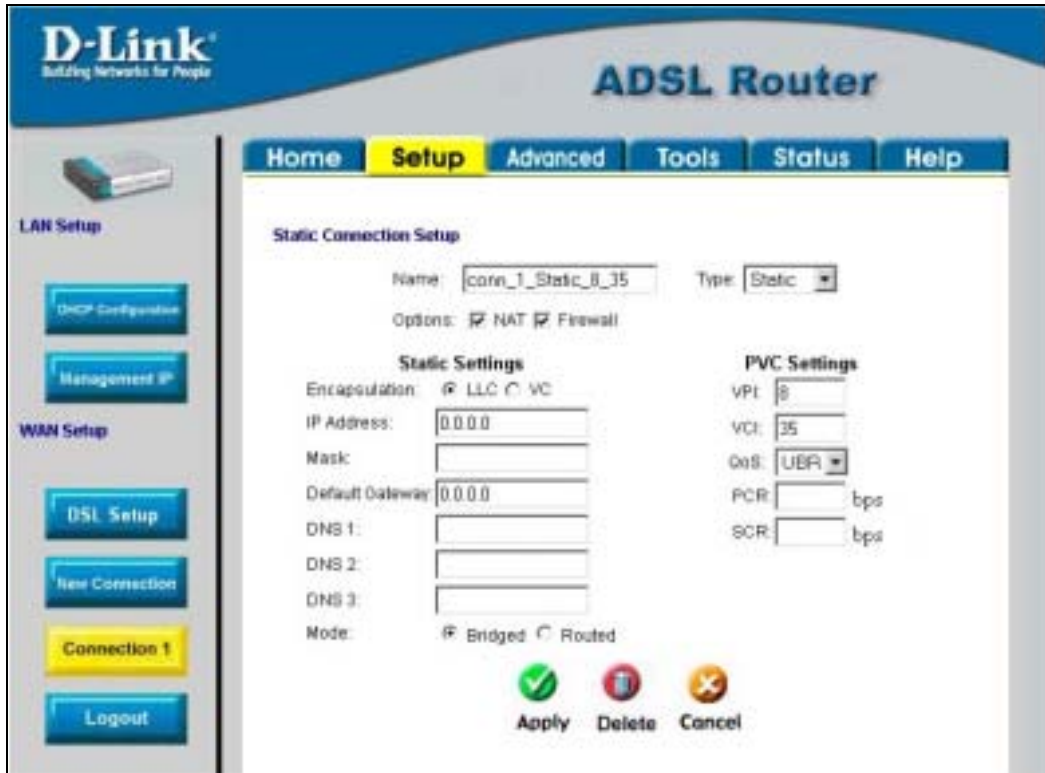 D-Link
Building Networks for People
ADSL Router
Home Setup Advanced Tools Status Help
LAN Setup
DHCP Configuration
Management IP
WAN Setup
DSL Setup
New Connection
Connection 1
Logout
Static Connection Setup
Name: conn_1_Static_8_35 Type: Static
Options: NAT Firewall
Static Settings PVC Settings
Encapsulation: LLC VC VPI: 8
IP Address: 0.0.0.0 VCI: 35
Mask: QoS: UBR
Default Gateway: 0.0.0.0 PCR: bps
DNS 1: SCR: bps
DNS 2:
DNS 3:
Mode: Bridged Routed
Apply Delete Cancel